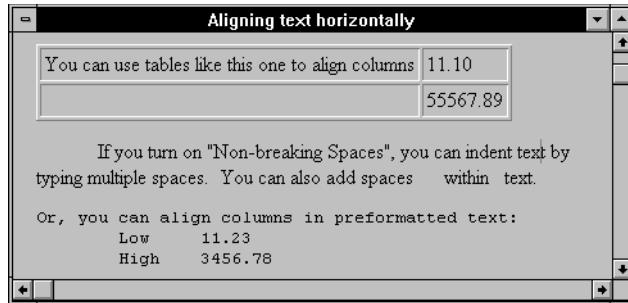 Aligning text horizontally
You can use tables like this one to align columns 11.10
55567.89
If you turn on "Non-breaking Spaces", you can indent text by
typing multiple spaces. You can also add spaces within text.
Or, you can align columns in preformatted text:
Low 11.23
High 3456.78